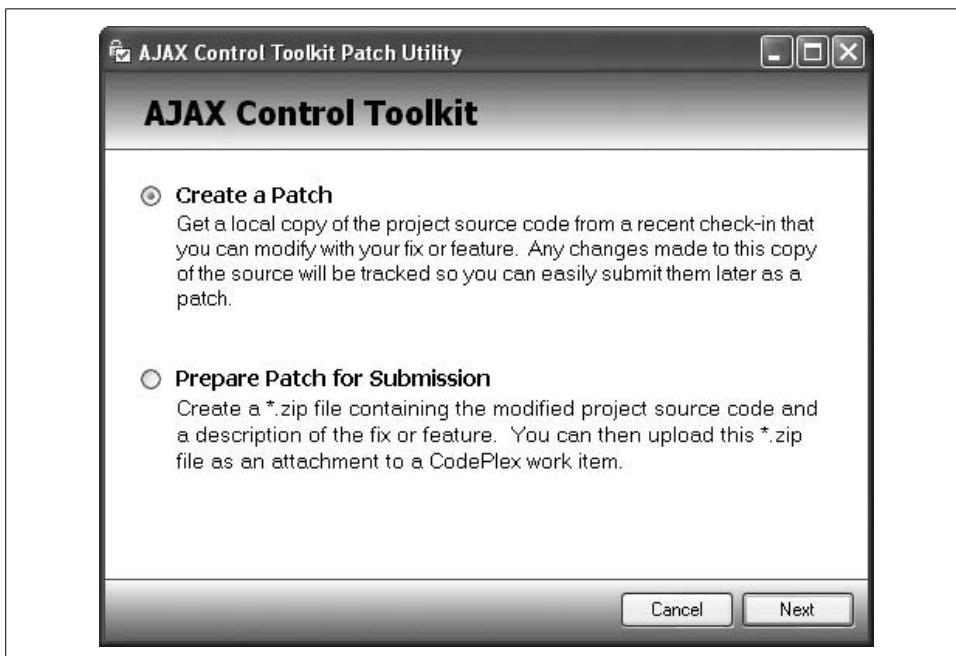 AJAX Control Toolkit Patch Utility
AJAX Control Toolkit
Create a Patch
Get a local copy of the project source code from a recent check-in that
you can modify with your fix or feature. Any changes made to this copy
of the source will be tracked so you can easily submit them later as a
patch.
Prepare Patch for Submission
Create a *.zip file containing the modified project source code and
a description of the fix or feature. You can then upload this *.zip
file as an attachment to a CodePlex work item.
Cancel
Next